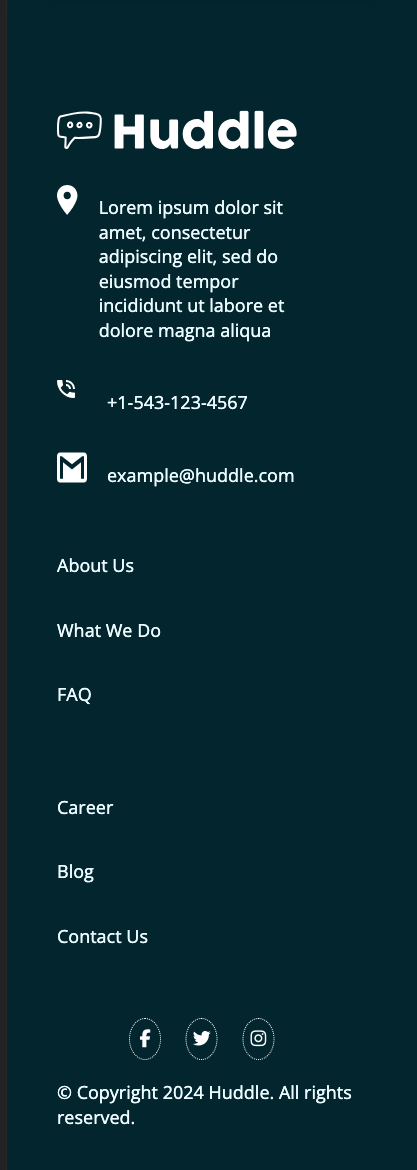 Huddle
Lorem ipsum dolor sit
amet, consectetur
adipiscing elit, sed do
eiusmod tempor
incididunt ut labore et
dolore magna aliqua
+1-543-123-4567
example@huddle.com
About Us
What We Do
FAQ
Career
Blog
Contact Us
© Copyright 2024 Huddle. All rights
reserved.